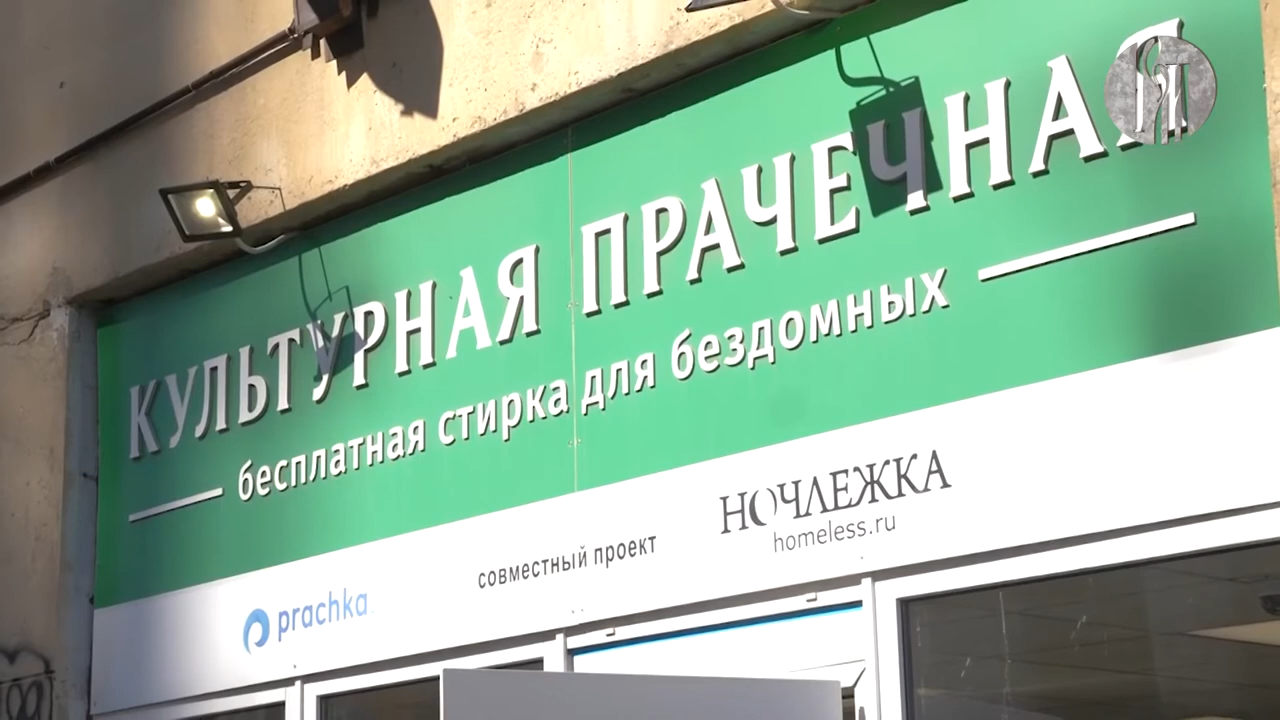 КУЛЬТУРНАЯ ПРАЧЕЧНАЯ
бесплатная стирка для бездомных
prachka
совместный проект
НОЧЛЕЖКА
homeless.ru